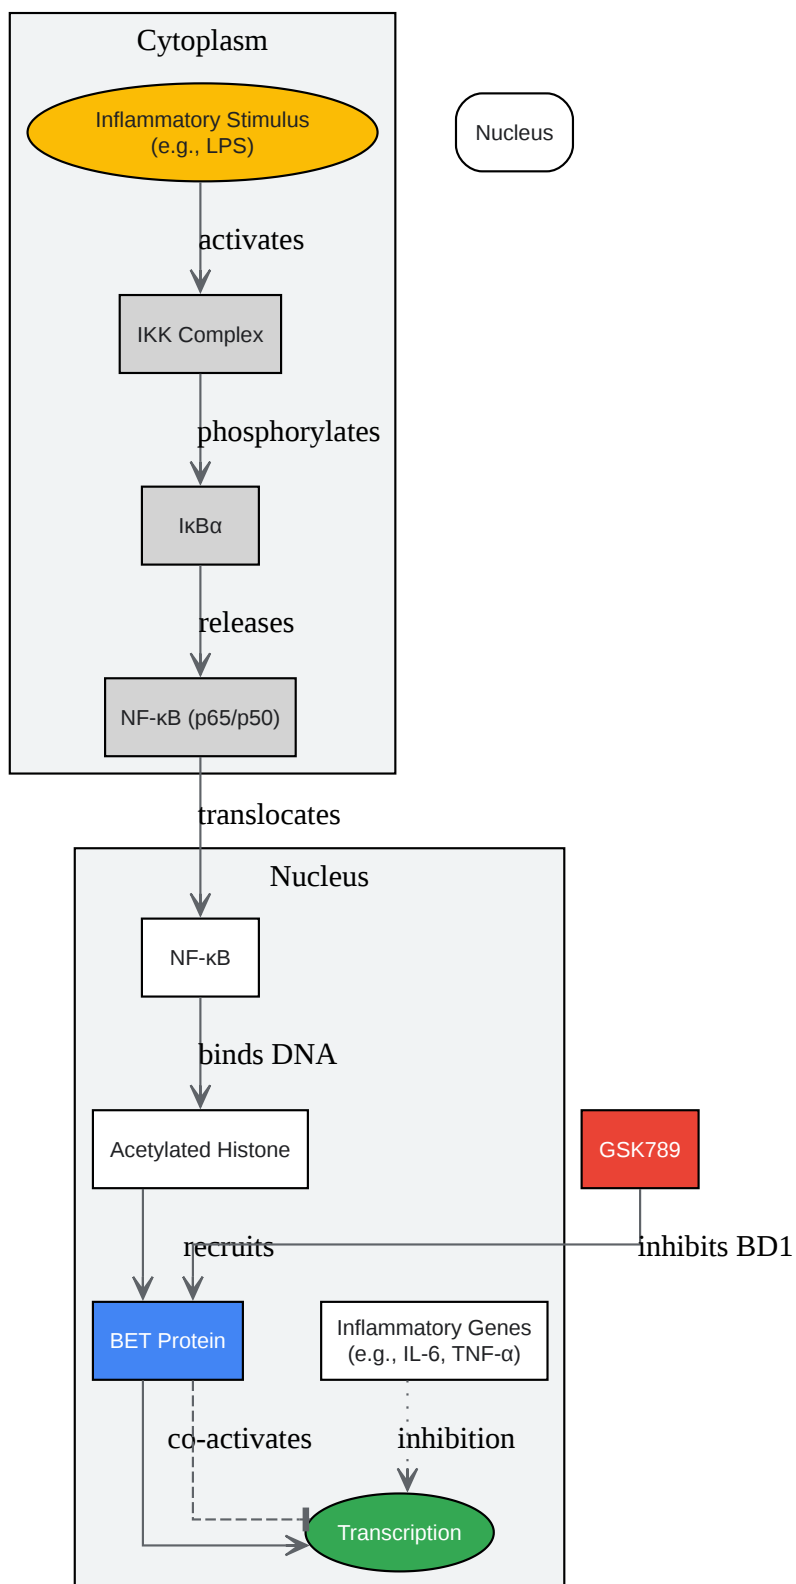 Cytoplasm
Inflammatory Stimulus
(e.g., LPS)
Nucleus
activates
IKK Complex
phosphorylates
IκBα
releases
NF-κB (p65/p50)
translocates
Nucleus
NF-κB
binds DNA
Acetylated Histone
GSK789
recruits
inhibits BD1
BET Protein
Inflammatory Genes
(e.g., IL-6, TNF-α)
co-activates
inhibition
Transcription